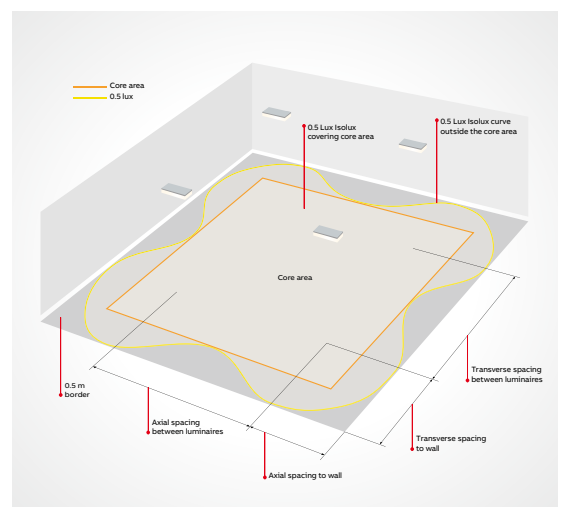 Core area
0.5 lux
0.5 Lux Isolux
covering core area
0.5 Lux Isolux curve
outside the core area
Core area
0.5 m
border
Axial spacing
between luminaires
Axial spacing to wall
Transverse spacing
between luminaires
Transverse spacing
to wall